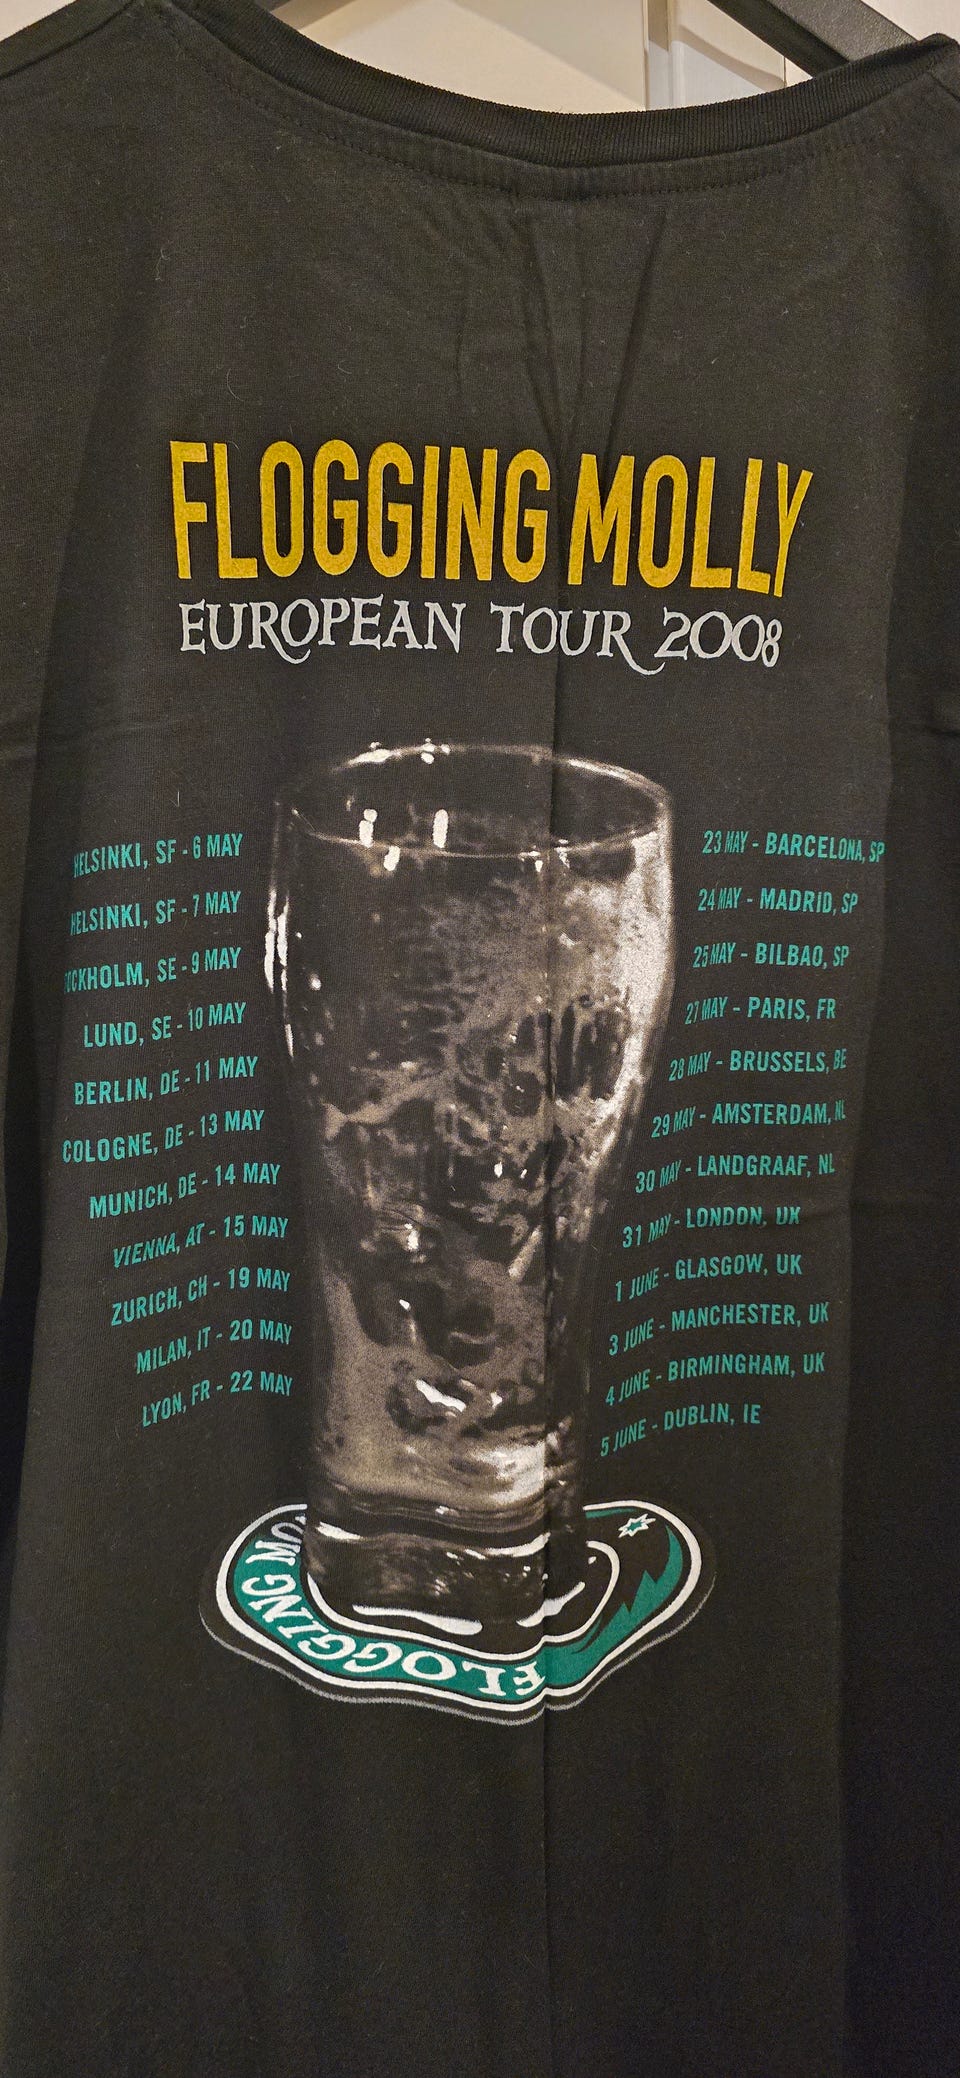 FLOGGING MOLLY
EUROPEAN TOUR 2008
HELSINKI, SF - 6 MAY
HELSINKI, SF - 7 MAY
OCKHOLM, SE - 9 MAY
LUND, SE - 10 MAY
BERLIN, DE - 11 MAY
COLOGNE, DE - 13 MAY
MUNICH, DE - 14 MAY
VIENNA, AT - 15 MAY
ZURICH, CH - 19 MAY
MILAN, IT - 20 MAY
LYON, FR - 22 MAY
23 MAY - BARCELONA, SP
24 MAY - MADRID, SP
25 MAY - BILBAO, SP
27 MAY - PARIS, FR
28 MAY - BRUSSELS, BE
29 MAY - AMSTERDAM, NL
30 MAY - LANDGRAAF, NL
31 MAY - LONDON, UK
1 JUNE - GLASGOW, UK
3 JUNE - MANCHESTER, UK
4 JUNE - BIRMINGHAM, UK
5 JUNE - DUBLIN, IE
FLOGGING MO